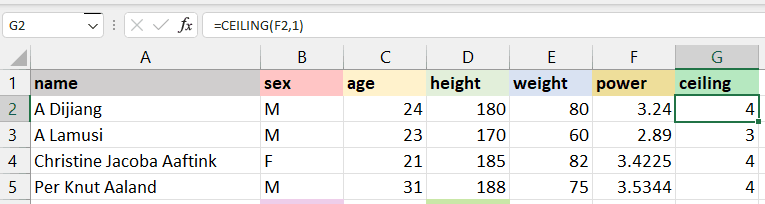 G2 fx =CEILING(F2,1)
A B C D E F G
1 name sex age height weight power ceiling
2 A Dijiang M 24 180 80 3.24 4
3 A Lamusi M 23 170 60 2.89 3
4 Christine Jacoba Aaftink F 21 185 82 3.4225 4
5 Per Knut Aaland M 31 188 75 3.5344 4